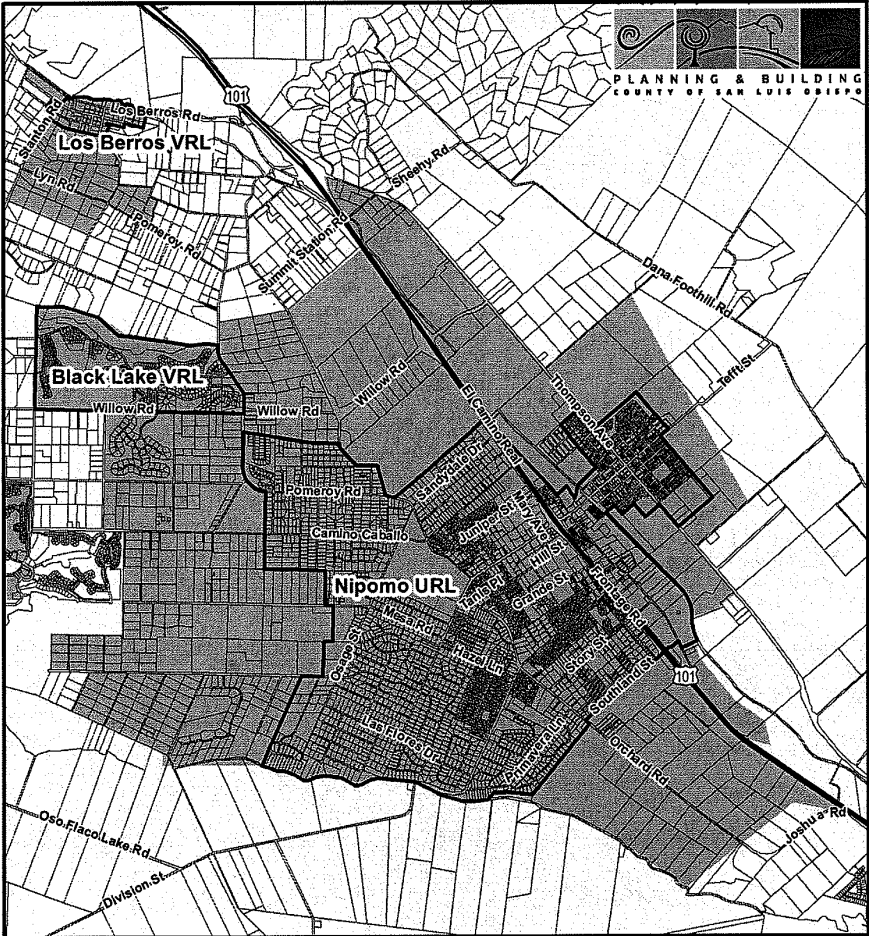 PLANNING & BUILDING
COUNTY OF SAN LUIS OBISPO
101
Los Berros Rd
Stanton Rd
Los Berros VRL
Lyn Rd
Sheehy Rd
Pomeroy Rd
Summit Station Rd
Dana Foothill Rd
Tefft St
Black Lake VRL
Willow Rd
Willow Rd
Willow Rd
El Camino Real
Thompson Ave
Sandydale Dr
Pomeroy Rd
Juniper St
Mary Ave
Camino Caballo
Hill St
Nipomo URL
Tanis Pl
Grande St
Frontage Rd
Mesa Rd
Osage St
Hazel Ln
Story St
Southland St
101
Las Flores Dr
Primavera Ln
Orchard Rd
Joshua Rd
Oso Flaco Lake Rd
Division St